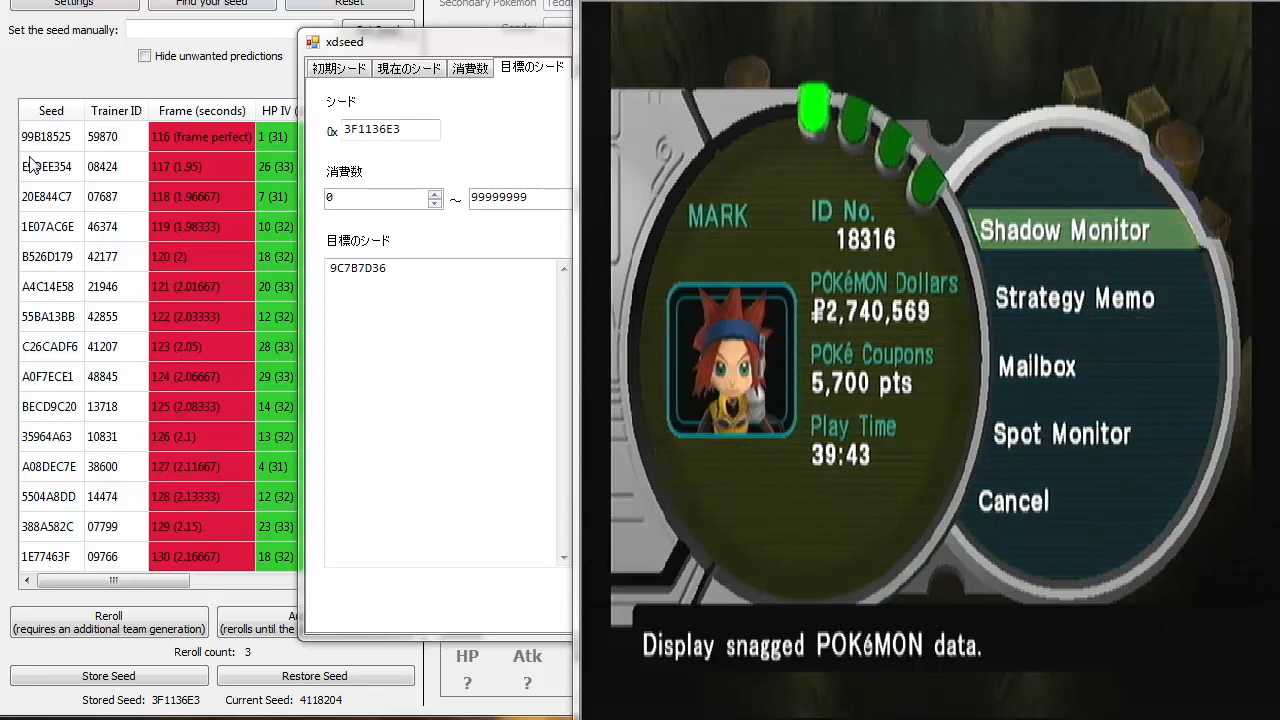 Settings
Find your seed
Reset
Secondary Pokemon
Set the seed manually:
Hide unwanted predictions
Seed Trainer ID Frame (seconds) HP IV (
99B18525 59870 116 (frame perfect) 1 (31)
EE354 08424 117 (1.95) 26 (33)
20E844C7 07687 118 (1.96667) 7 (31)
1E07AC6E 46374 119 (1.98333) 10 (32)
B526D179 42177 120 (2) 18 (32)
A4C14E58 21940 121 (2.01667) 20 (33)
55BA13BB 42855 122 (2.03333) 12 (32)
C26CADF6 41207 123 (2.05) 28 (33)
A0F7ECE1 48845 124 (2.06667) 29 (33)
BECD9C20 13718 125 (2.08333) 14 (32)
35964A63 10831 126 (2.1) 13 (32)
A08DEC7E 38600 127 (2.11667) 4 (31)
5504A8DD 14474 128 (2.13333) 12 (32)
388A582C 07799 129 (2.15) 23 (33)
1E77463F 09766 130 (2.16667) 18 (32)
Reroll
(requires an additional team generation)
(rerolls until the
Reroll count: 3
Store Seed
Restore Seed
Stored Seed: 3F1136E3
Current Seed: 4118204
HP Atk
? ?
xdseed
初期シード 現在のシード 消費数 目標のシード
シード
0x 3F1136E3
消費数
0 ～ 99999999
目標のシード
9C7B7D36
MARK
ID No.
18316
POKéMON Dollars
₽2,740,569
POKé Coupons
5,700 pts
Play Time
39:43
Shadow Monitor
Strategy Memo
Mailbox
Spot Monitor
Cancel
Display snagged POKéMON data.